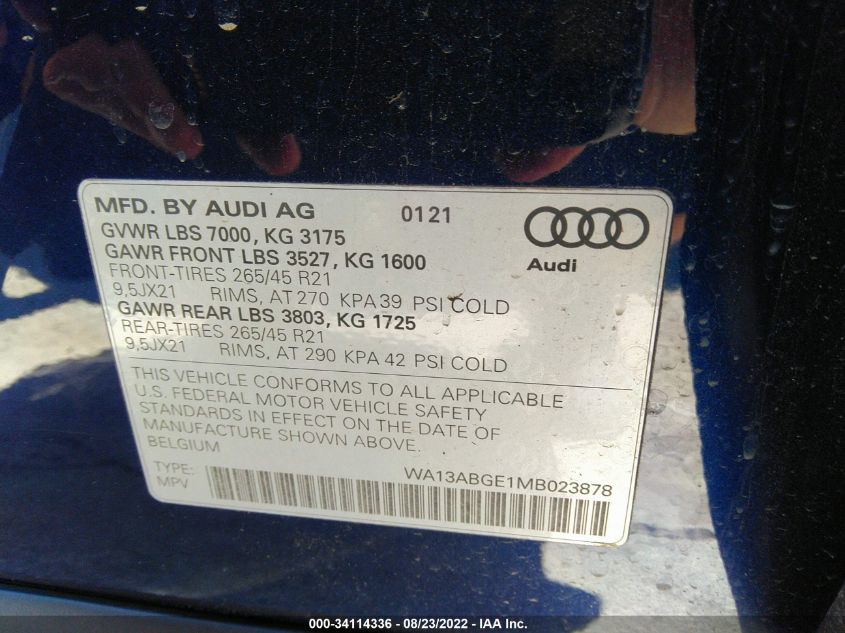 MFD. BY AUDI AG 0121
GVWR LBS 7000, KG 3175
GAWR FRONT LBS 3527, KG 1600
FRONT-TIRES 265/45 R21
9,5JX21 RIMS, AT 270 KPA 39 PSI COLD
GAWR REAR LBS 3803, KG 1725
REAR-TIRES 265/45 R21
9,5JX21 RIMS, AT 290 KPA 42 PSI COLD
Audi
THIS VEHICLE CONFORMS TO ALL APPLICABLE
U.S. FEDERAL MOTOR VEHICLE SAFETY
STANDARDS IN EFFECT ON THE DATE OF
MANUFACTURE SHOWN ABOVE.
BELGIUM
TYPE:
MPV
WA13ABGE1MB023878
000-34114336 - 08/23/2022 - IAA Inc.